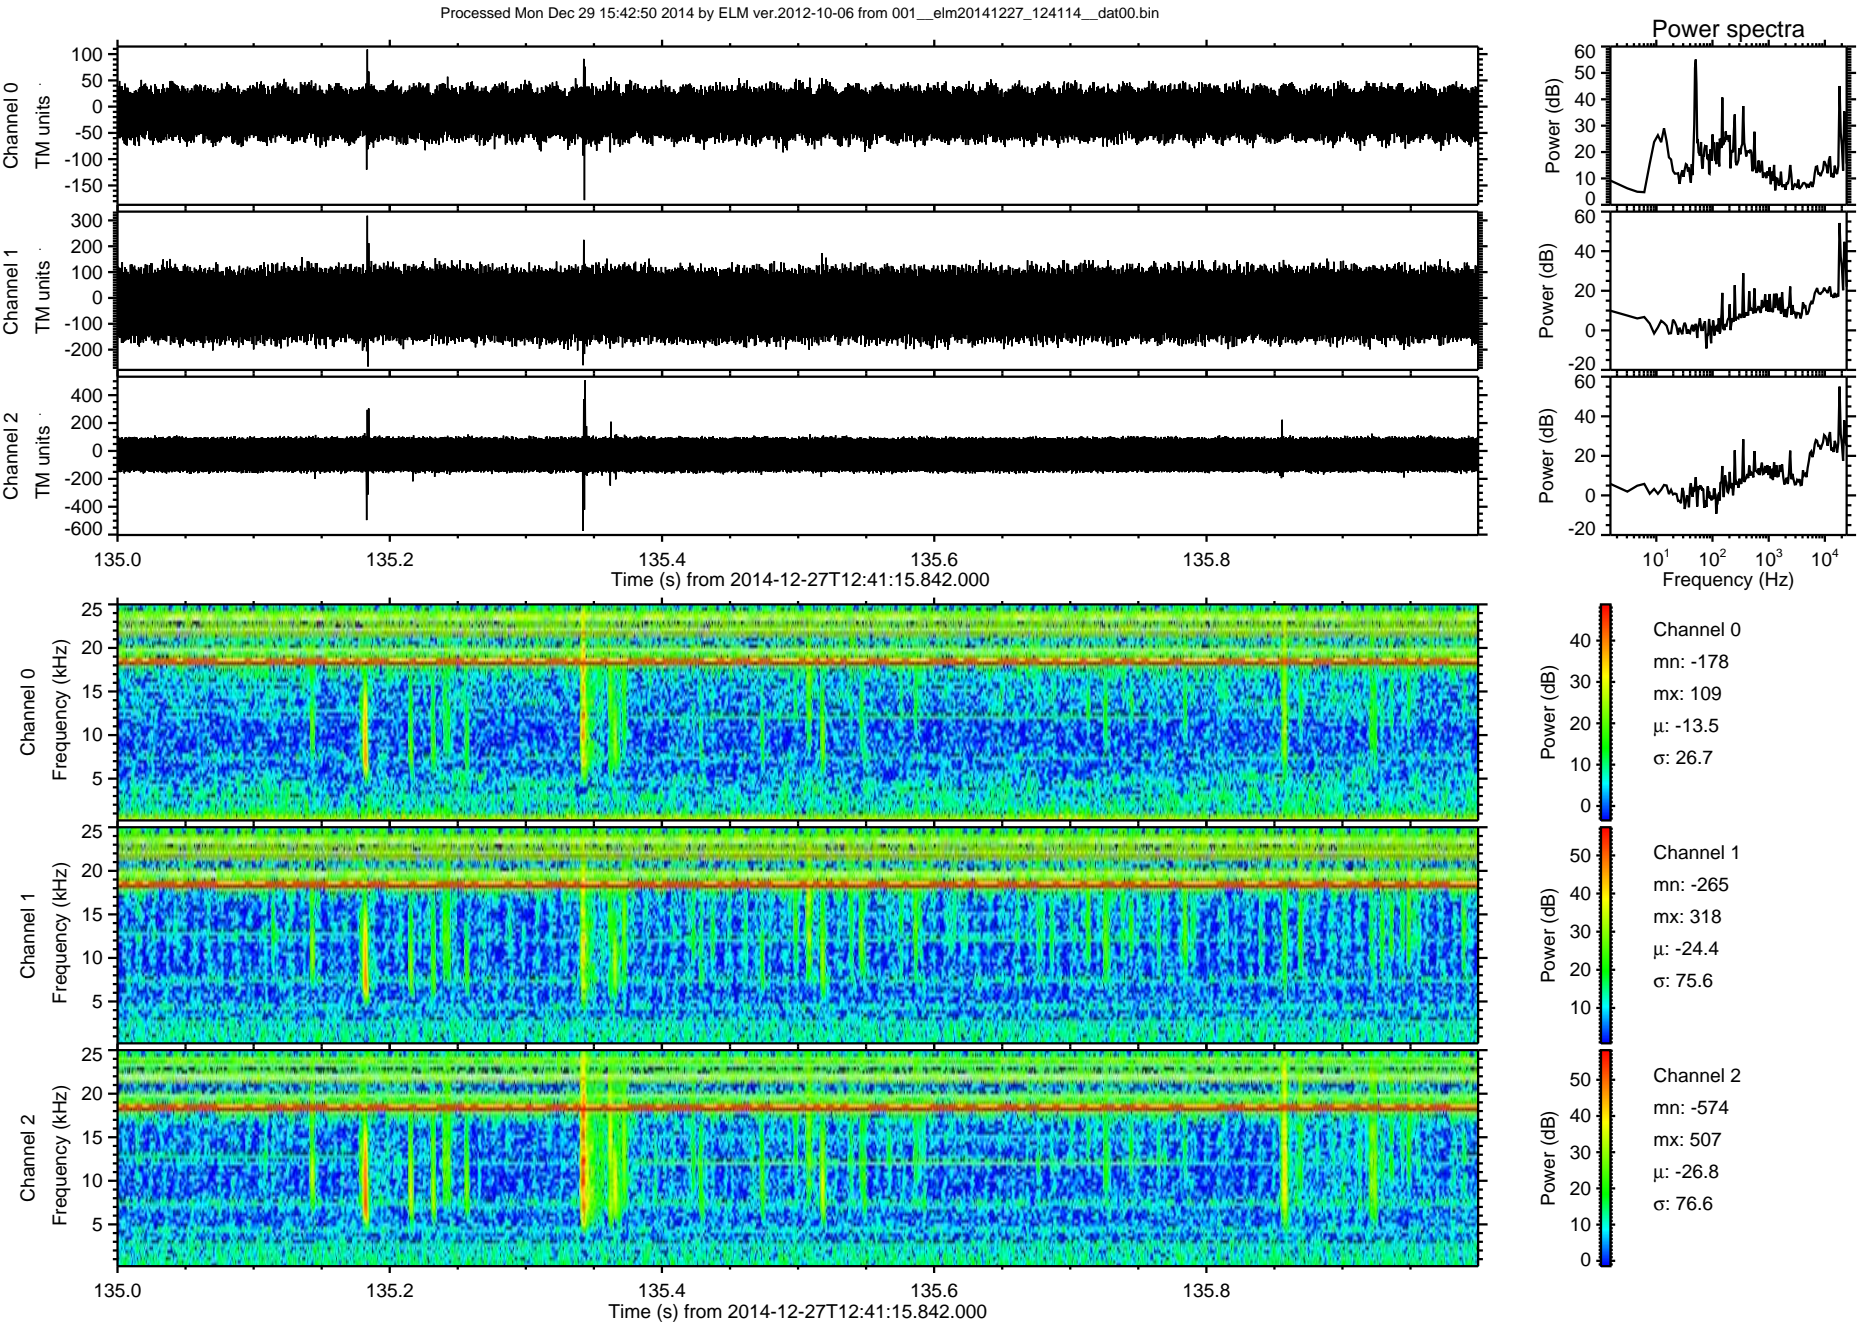 Processed Mon Dec 29 15:42:50 2014 by ELM ver.2012-10-06 from 001__elm20141227_124114__dat00.bin
Power spectra
Channel 0
TM units
100
50
0
-50
-100
-150
Power (dB)
60
50
40
30
20
10
0
Channel 1
TM units
300
200
100
0
-100
-200
Power (dB)
60
40
20
0
-20
Channel 2
TM units
400
200
0
-200
-400
-600
Power (dB)
60
40
20
0
-20
135.0 135.2 135.4 135.6 135.8
Time (s) from 2014-12-27T12:41:15.842.000
10^1 10^2 10^3 10^4
Frequency (Hz)
Channel 0
Frequency (kHz)
25
20
15
10
5
Power (dB)
40
30
20
10
0
Channel 0
mn: -178
mx: 109
μ: -13.5
σ: 26.7
Channel 1
Frequency (kHz)
25
20
15
10
5
Power (dB)
50
40
30
20
10
Channel 1
mn: -265
mx: 318
μ: -24.4
σ: 75.6
Channel 2
Frequency (kHz)
25
20
15
10
5
Power (dB)
50
40
30
20
10
0
Channel 2
mn: -574
mx: 507
μ: -26.8
σ: 76.6
135.0 135.2 135.4 135.6 135.8
Time (s) from 2014-12-27T12:41:15.842.000